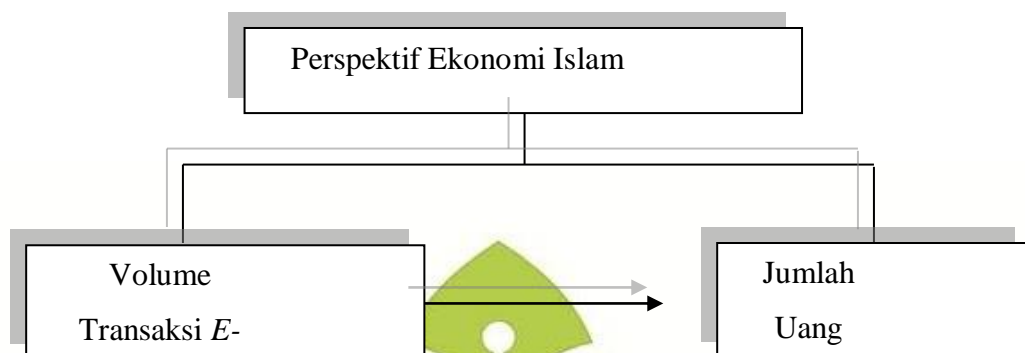 Perspektif Ekonomi Islam
Volume
Transaksi E-
Jumlah
Uang